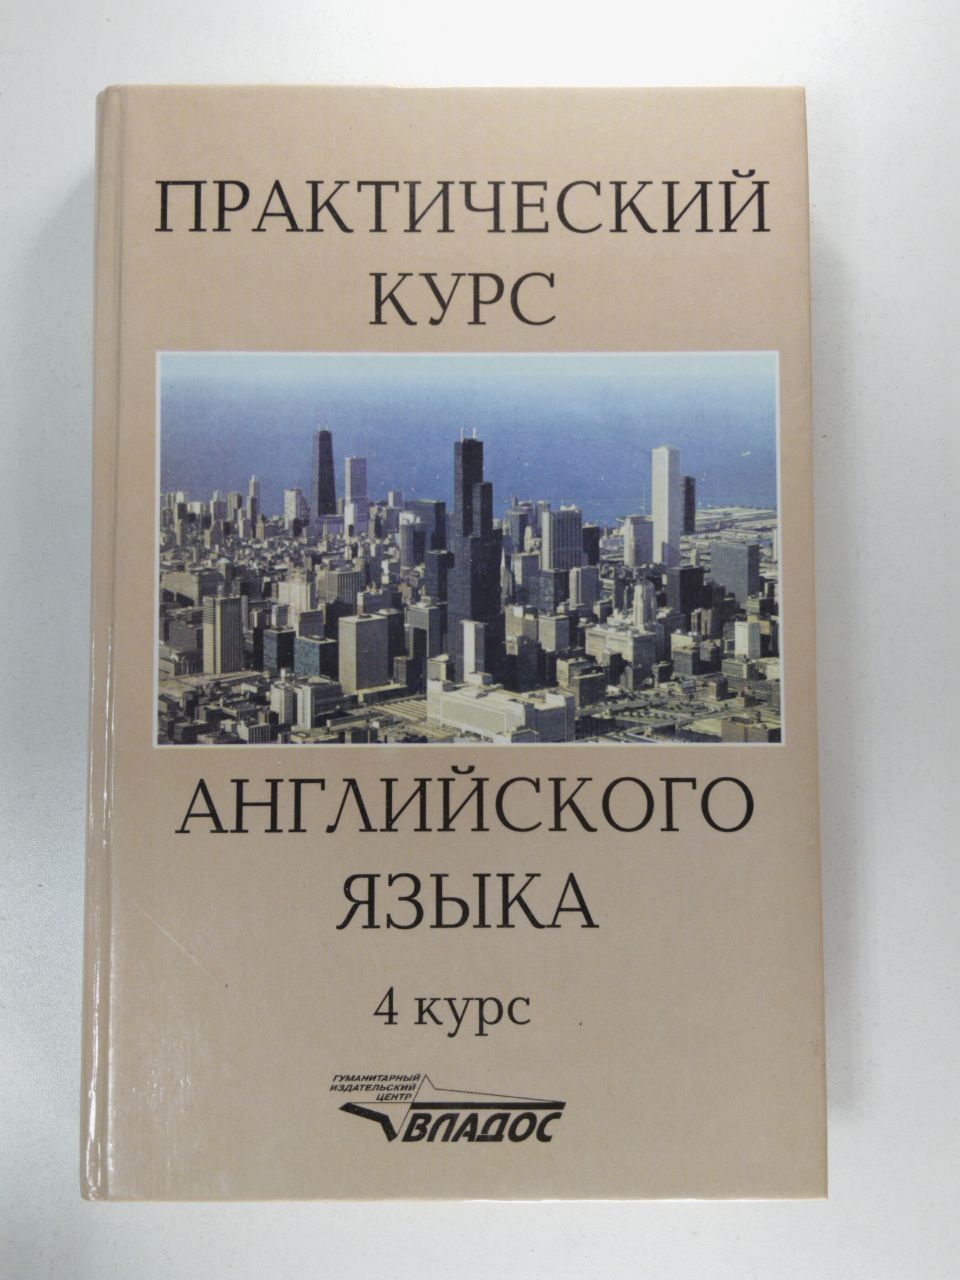 ПРАКТИЧЕСКИЙ
КУРС
АНГЛИЙСКОГО
ЯЗЫКА
4 курс
ГУМАНИТАРНЫЙ
ИЗДАТЕЛЬСКИЙ
ЦЕНТР
ВЛАДОС